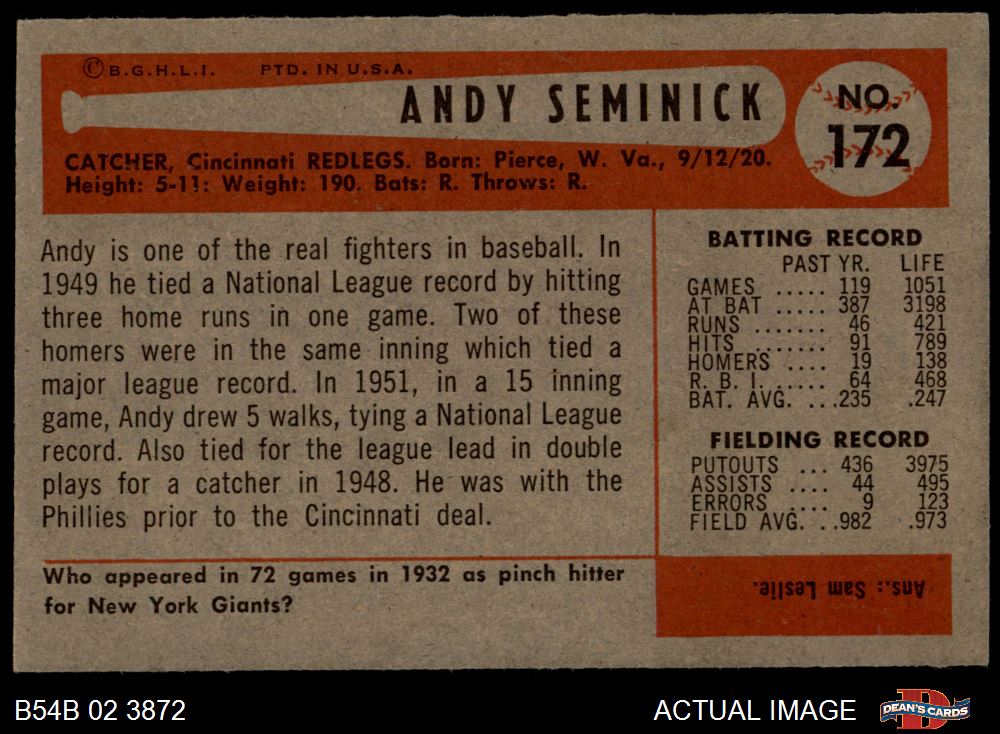 © B.G.H.L.I. PTD. IN U.S.A.
ANDY SEMINICK
NO.
172
CATCHER, Cincinnati REDLEGS. Born: Pierce, W. Va., 9/12/20.
Height: 5-11: Weight: 190. Bats: R. Throws: R.
Andy is one of the real fighters in baseball. In
1949 he tied a National League record by hitting
three home runs in one game. Two of these
homers were in the same inning which tied a
major league record. In 1951, in a 15 inning
game, Andy drew 5 walks, tying a National League
record. Also tied for the league lead in double
plays for a catcher in 1948. He was with the
Phillies prior to the Cincinnati deal.
BATTING RECORD
PAST YR. LIFE
GAMES ..... 119 1051
AT BAT ..... 387 3198
RUNS ....... 46 421
HITS ........ 91 789
HOMERS .... 19 138
R. B. I. ...... 64 468
BAT. AVG. ...235 .247
FIELDING RECORD
PUTOUTS ... 436 3975
ASSISTS .... 44 495
ERRORS .... 9 123
FIELD AVG. ..982 .973
Who appeared in 72 games in 1932 as pinch hitter
for New York Giants?
Ans.: Sam Leslie.
B54B 02 3872
ACTUAL IMAGE
DEAN'S CARDS